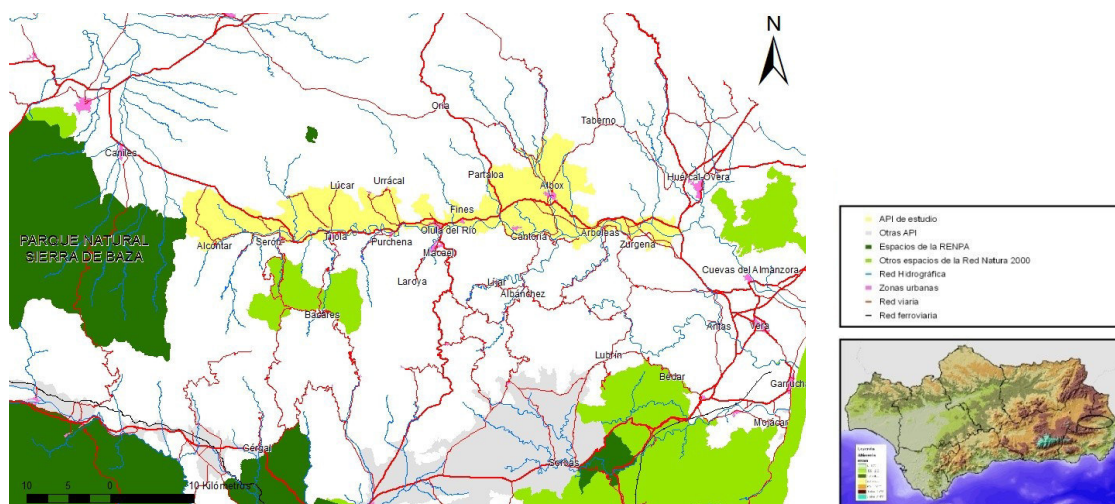 N
Oria
Taberno
Caniles
Partaloa
Huércal-Overa
Lúcar
Urrácal
Albox
Fines
PARQUE NATURAL
SIERRA DE BAZA
Alcontar
Serón
Tíjola
Purchena
Olula del Río
Cantoria
Arboleas
Zurgena
Macael
Laroya
Lijar
Albánchez
Cuevas del Almanzora
Bacares
Antas
Vera
Lubrín
Bédar
Garrucha
Mojácar
Gérgal
Sorbas
10 5 0 10 Kilómetros
API de estudio
Otras API
Espacios de la RENPA
Otros espacios de la Red Natura 2000
Red Hidrográfica
Zonas urbanas
Red viaria
Red ferroviaria